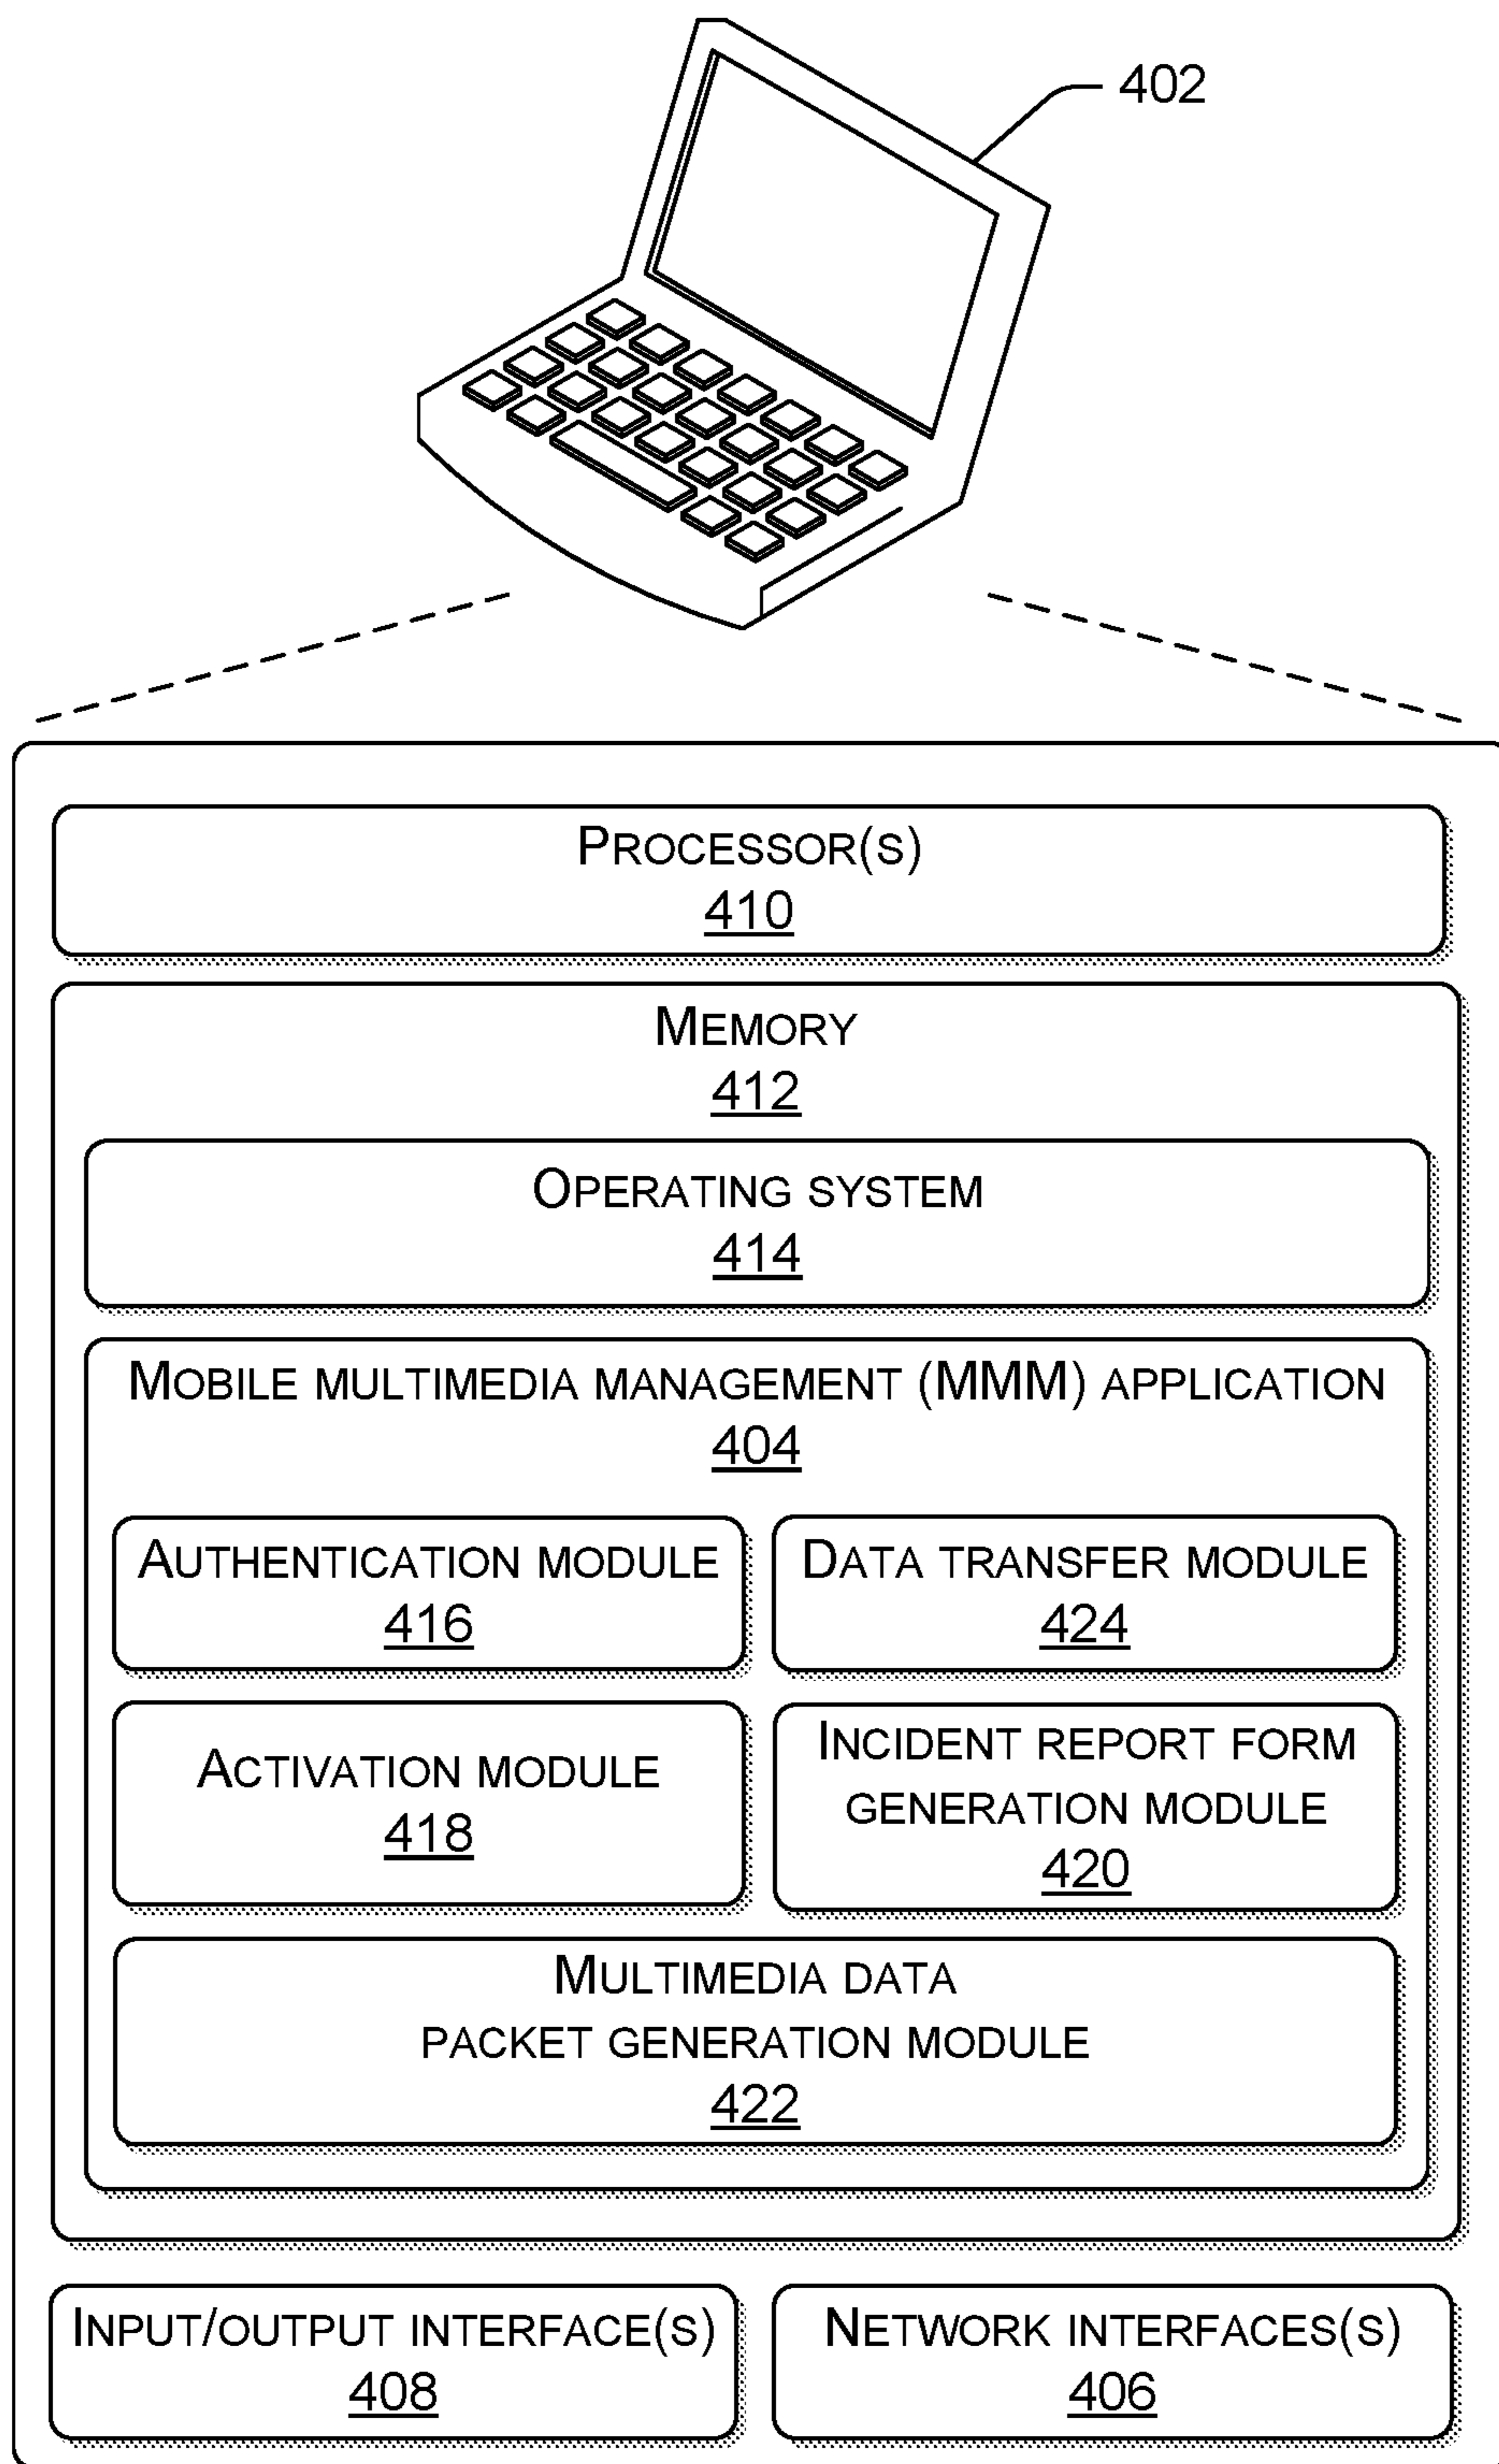 402
PROCESSOR(S)
410
MEMORY
412
OPERATING SYSTEM
414
MOBILE MULTIMEDIA MANAGEMENT (MMM) APPLICATION
404
AUTHENTICATION MODULE
416
DATA TRANSFER MODULE
424
ACTIVATION MODULE
418
INCIDENT REPORT FORM
GENERATION MODULE
420
MULTIMEDIA DATA
PACKET GENERATION MODULE
422
INPUT/OUTPUT INTERFACE(S)
408
NETWORK INTERFACES(S)
406